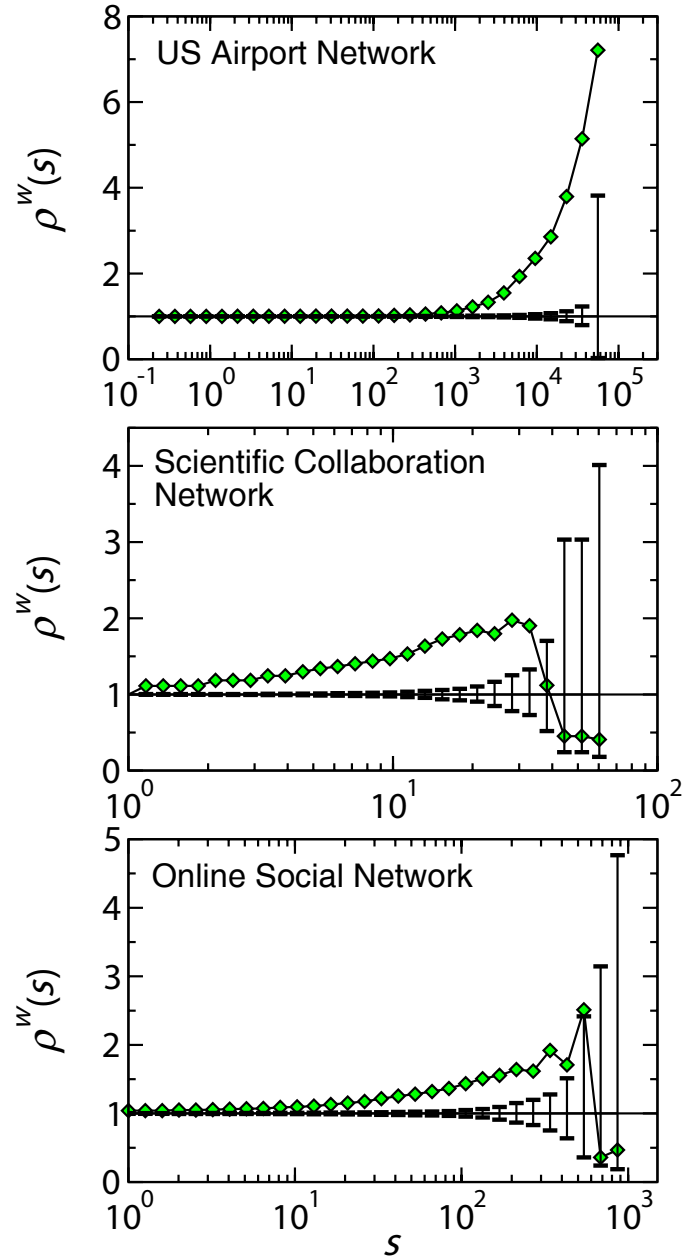 US Airport Network
ρ^w(s)
8
6
4
2
0
10^-1 10^0 10^1 10^2 10^3 10^4 10^5
Scientific Collaboration
Network
ρ^w(s)
4
3
2
1
0
10^0 10^1 10^2
Online Social Network
ρ^w(s)
5
4
3
2
1
0
10^0 10^1 10^2 10^3
s